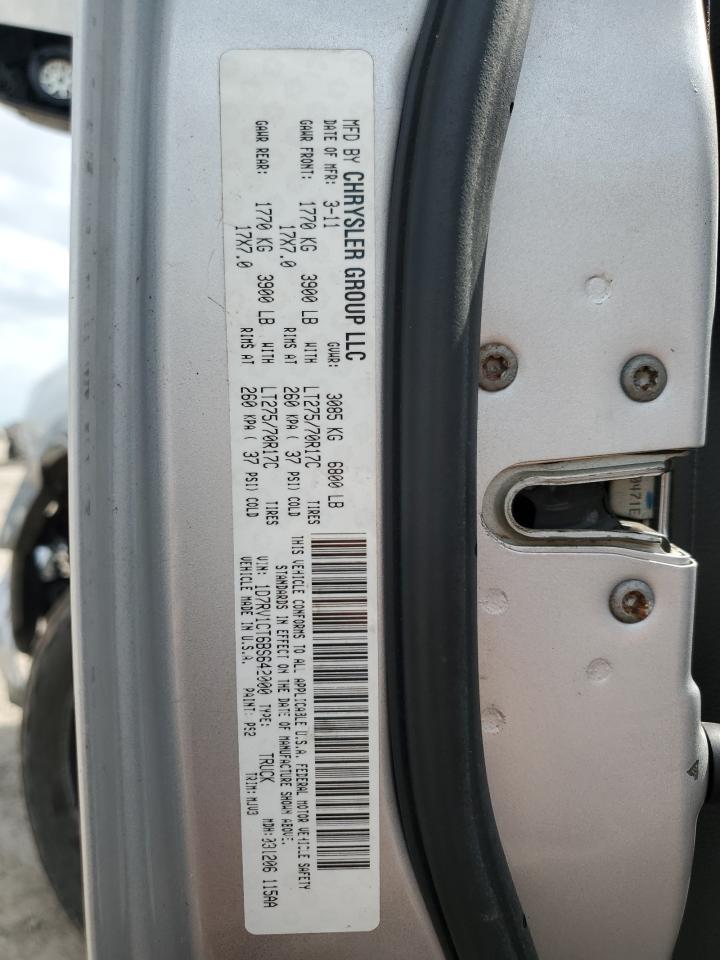 MFD BY CHRYSLER GROUP LLC
DATE OF MFR: 3-11 GVWR: 3085 KG 6800 LB
GAWR FRONT: 1770 KG 3900 LB WITH LT275/70R17C TIRES
17X7.0 RIMS AT 260 KPA ( 37 PSI) COLD
GAWR REAR: 1770 KG 3900 LB WITH LT275/70R17C TIRES
17X7.0 RIMS AT 260 KPA ( 37 PSI) COLD
THIS VEHICLE CONFORMS TO ALL APPLICABLE U.S.A. FEDERAL MOTOR VEHICLE SAFETY
STANDARDS IN EFFECT ON THE DATE OF MANUFACTURE SHOWN ABOVE.
VIN: 1D7RV1CT6BS642000 TYPE: TRUCK MDH:031206 115AA
VEHICLE MADE IN U.S.A. PAINT: PS2 TRIM: MJV3